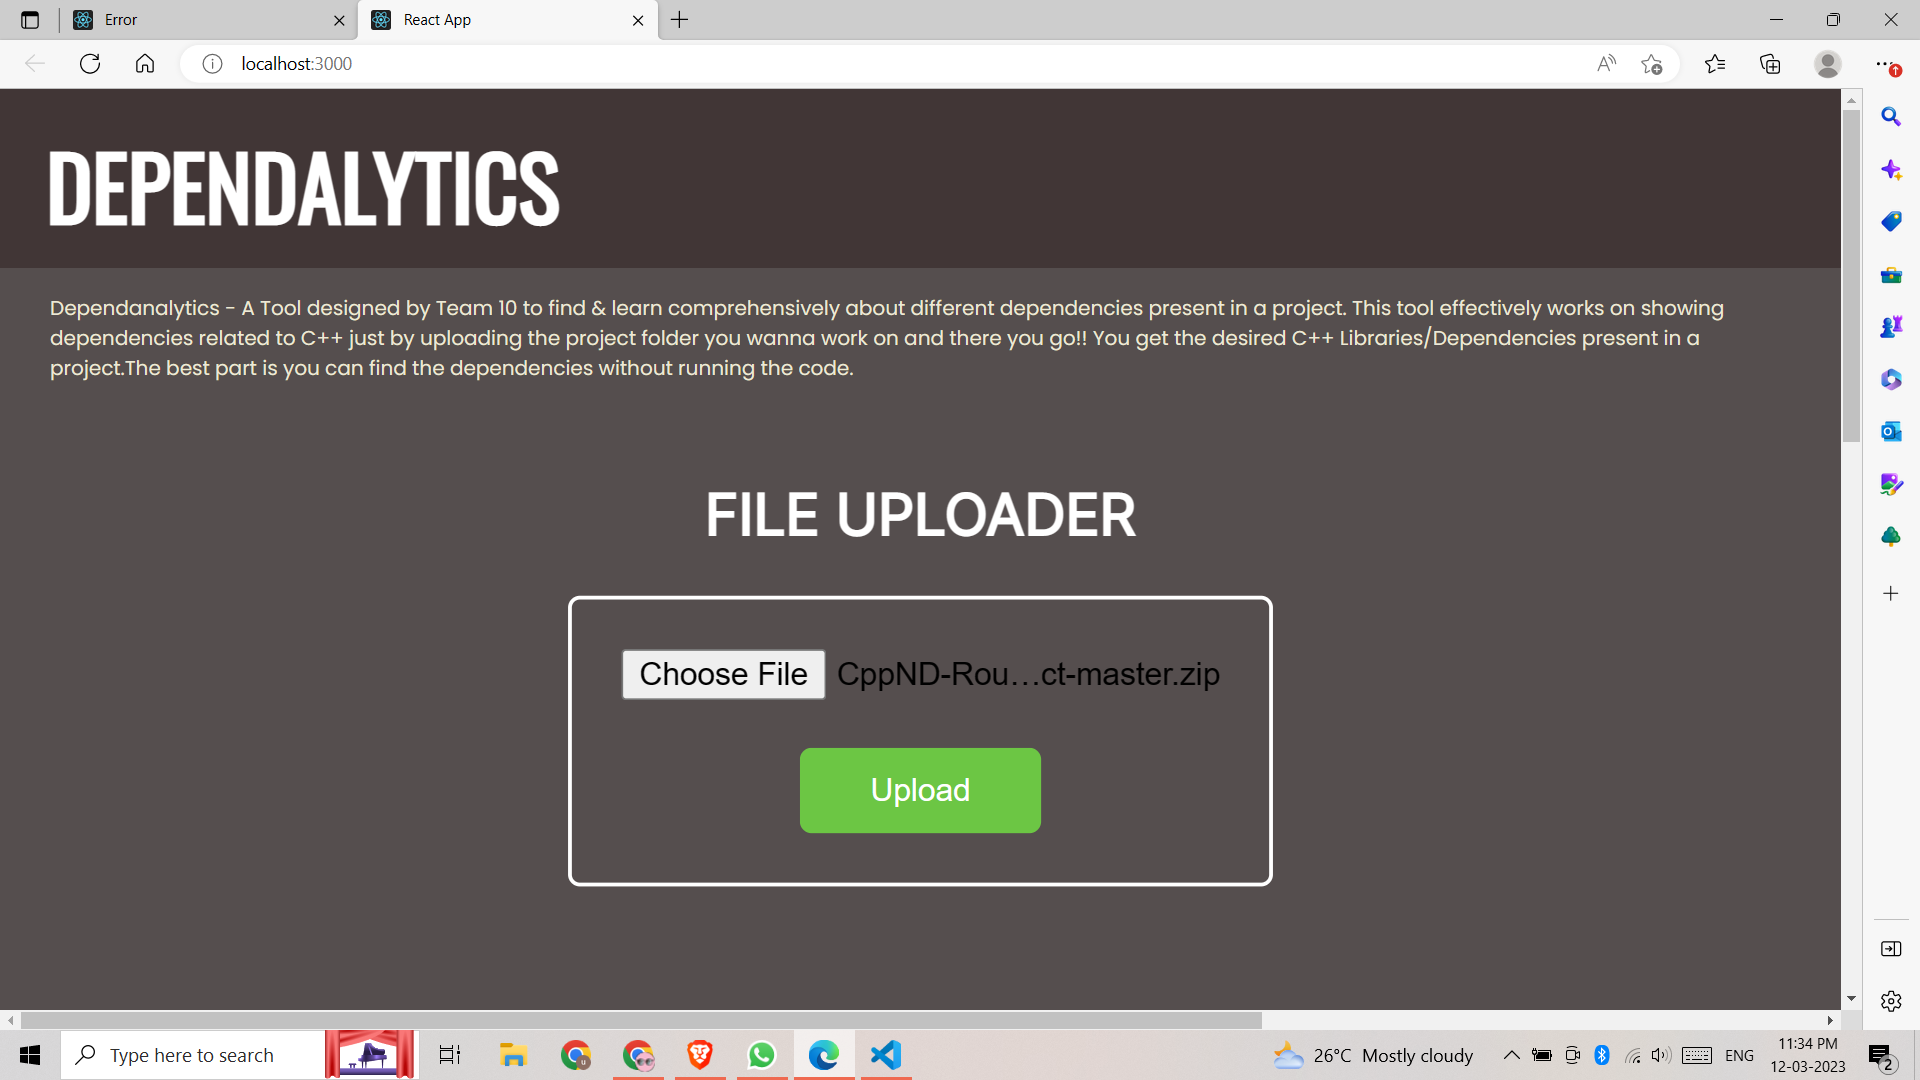 Error
React App
localhost:3000
DEPENDALYTICS
Dependanalytics - A Tool designed by Team 10 to find & learn comprehensively about different dependencies present in a project. This tool effectively works on showing
dependencies related to C++ just by uploading the project folder you wanna work on and there you go!! You get the desired C++ Libraries/Dependencies present in a
project.The best part is you can find the dependencies without running the code.
FILE UPLOADER
Choose File CppND-Rou...ct-master.zip
Upload
Type here to search
26°C Mostly cloudy
ENG
11:34 PM
12-03-2023
2